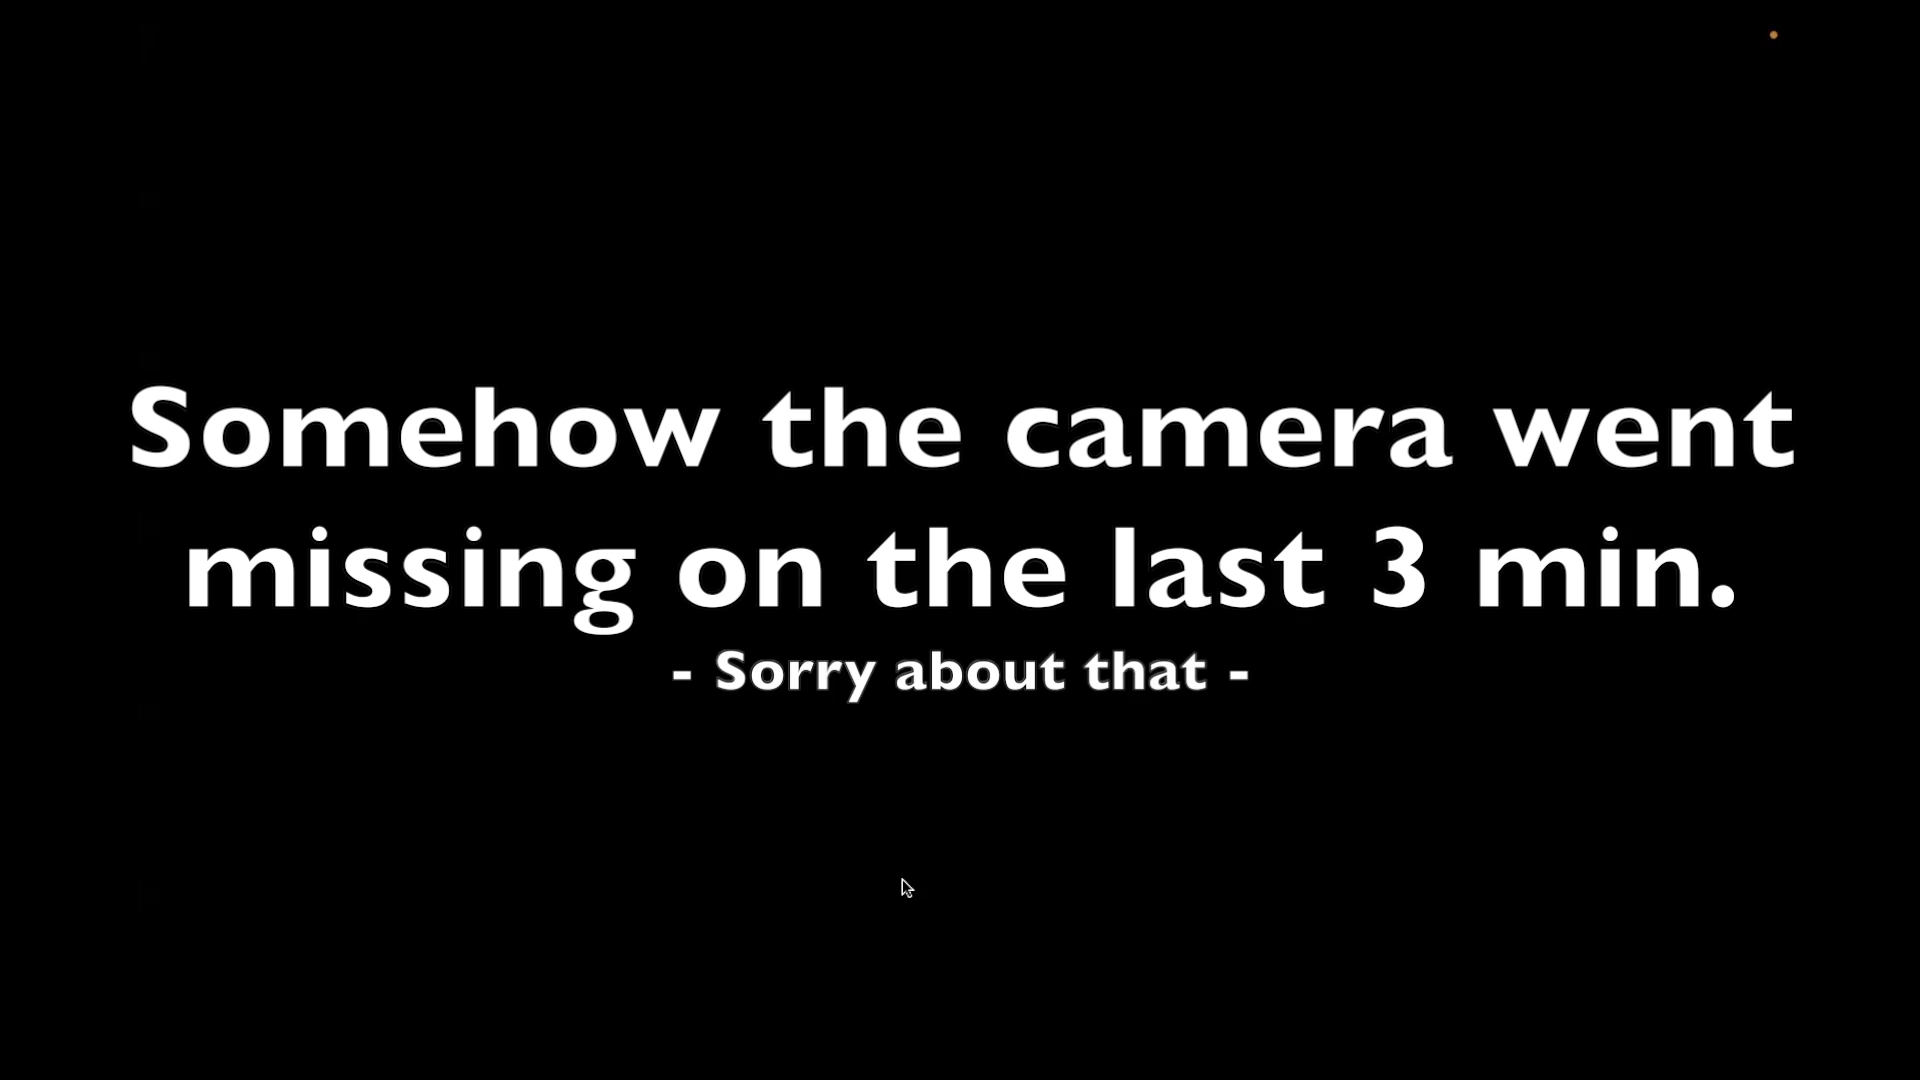 Somehow the camera went
missing on the last 3 min.
- Sorry about that -